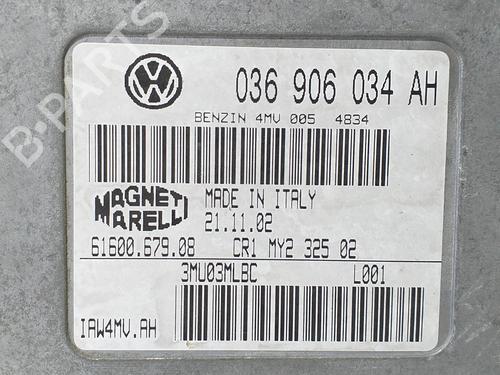 B-PARTS
VW
036 906 034 AH
BENZIN 4MV 005 4834
MAGNETI
MARELLI
MADE IN ITALY
21.11.02
61600.679.08 CR1 MY2 325 02
3MU03MLBC L001
IAW4MV.AH